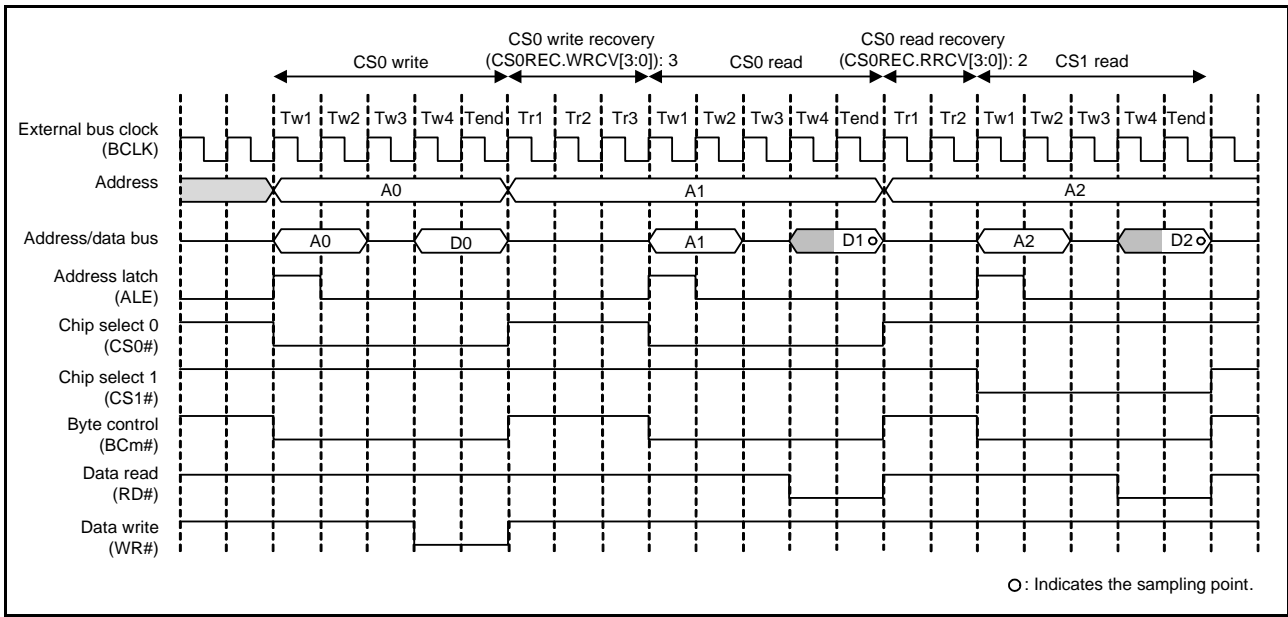 CS0 write
CS0 write recovery
(CS0REC.WRCV[3:0]): 3
CS0 read
CS0 read recovery
(CS0REC.RRCV[3:0]): 2
CS1 read
Tw1 Tw2 Tw3 Tw4 Tend Tr1 Tr2 Tr3 Tw1 Tw2 Tw3 Tw4 Tend Tr1 Tr2 Tw1 Tw2 Tw3 Tw4 Tend
External bus clock
(BCLK)
Address
A0 A1 A2
Address/data bus
A0 D0 A1 D1 A2 D2
Address latch
(ALE)
Chip select 0
(CS0#)
Chip select 1
(CS1#)
Byte control
(BCm#)
Data read
(RD#)
Data write
(WR#)
: Indicates the sampling point.